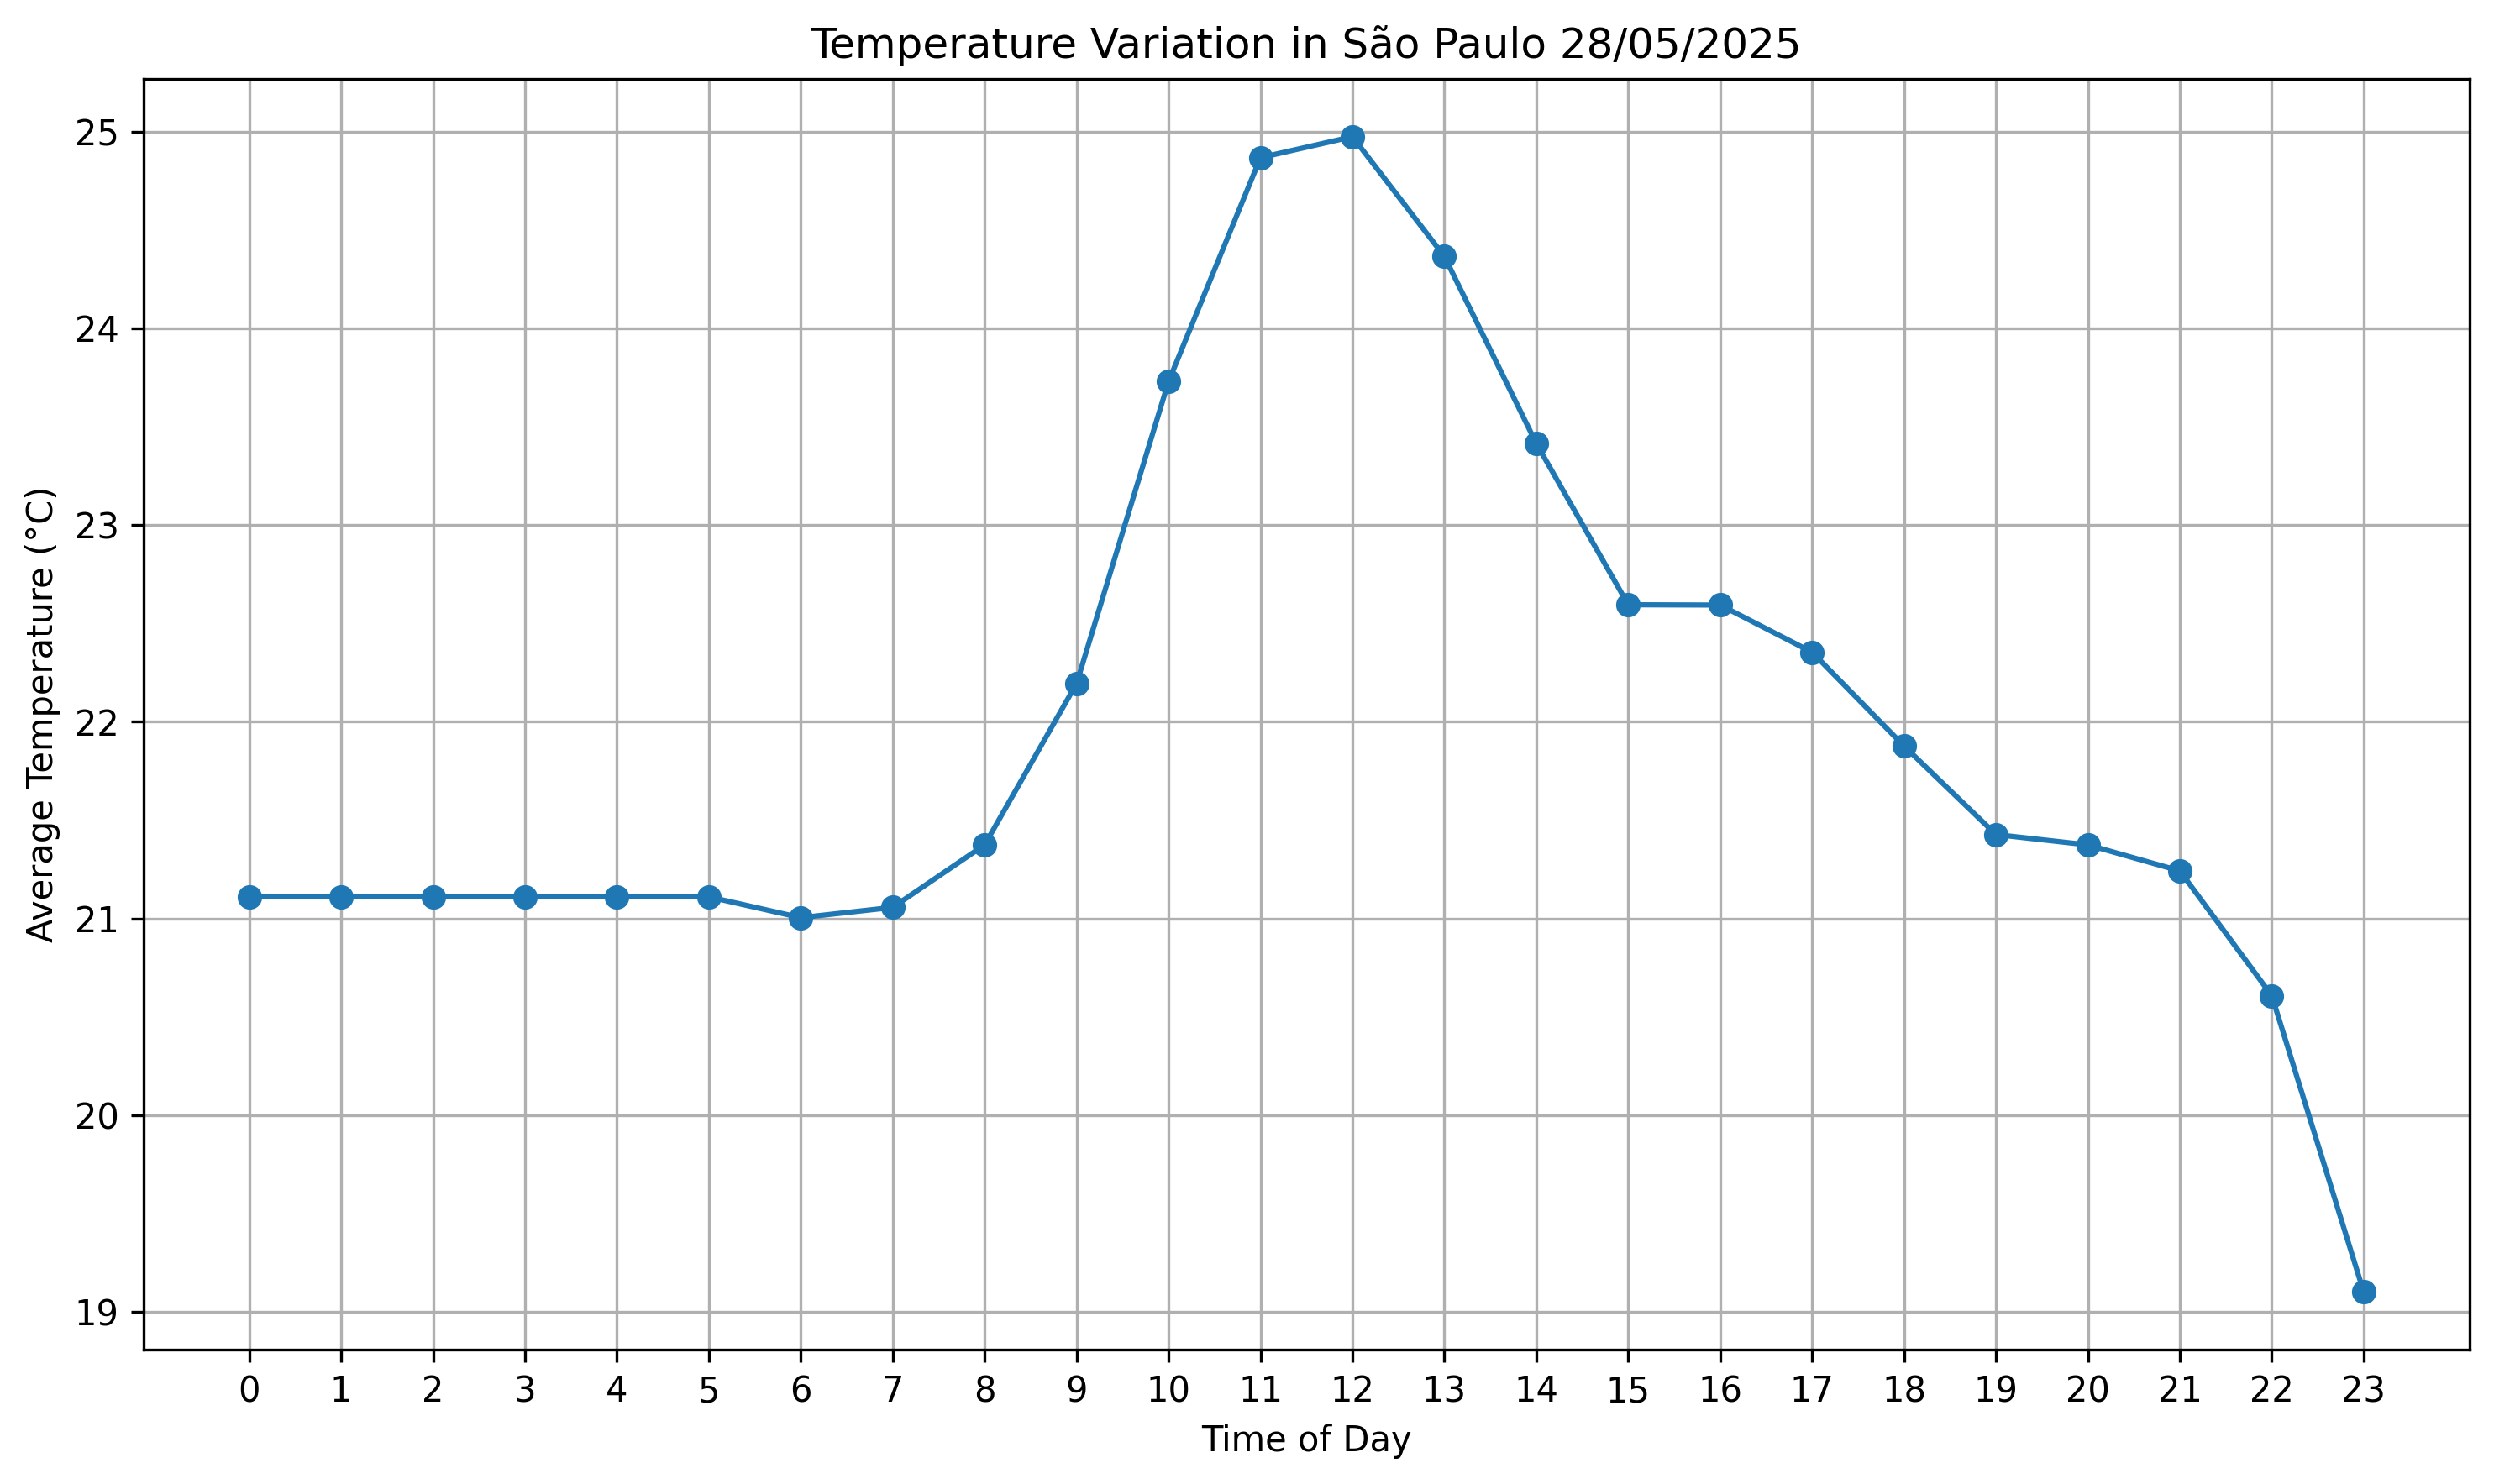 Temperature Variation in São Paulo 28/05/2025
Average Temperature (°C)
25
24
23
22
21
20
19
0 1 2 3 4 5 6 7 8 9 10 11 12 13 14 15 16 17 18 19 20 21 22 23
Time of Day